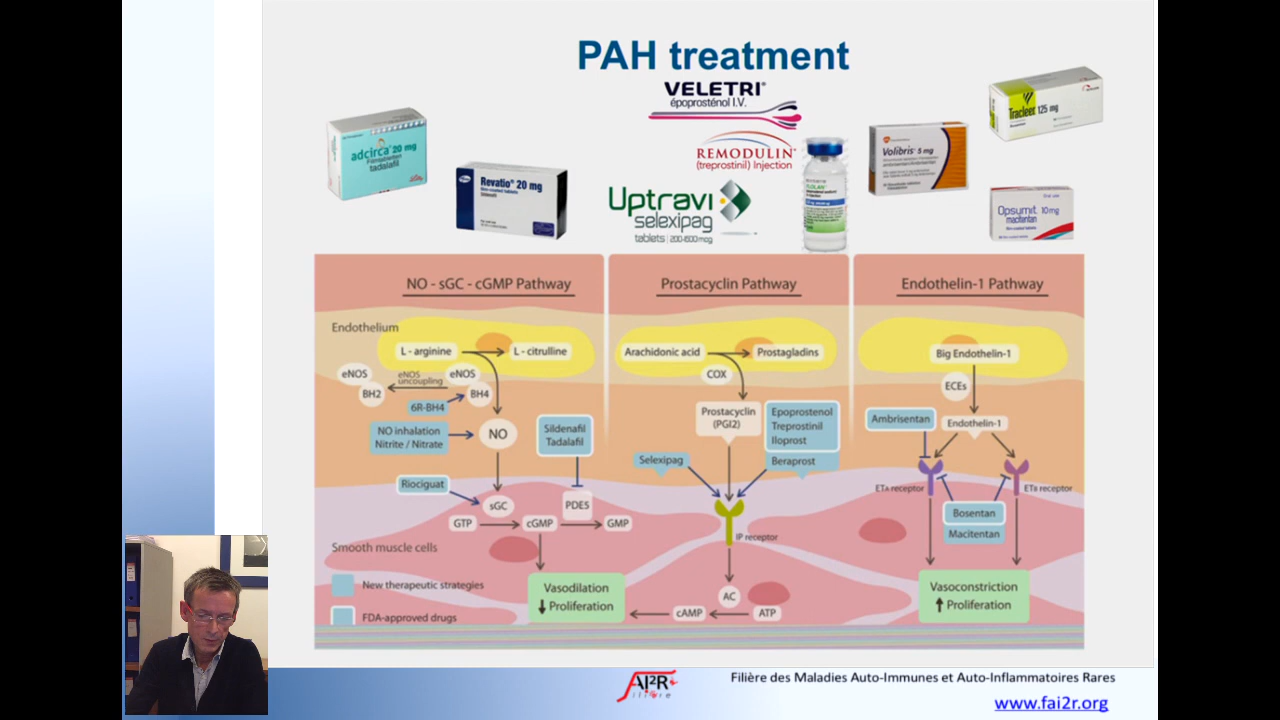 PAH treatment
VELETRI®
époprosténol I.V.
adcirca® 20 mg
Filmtabletten
tadalafil
Revatio® 20 mg
REMODULIN®
(treprostinil) Injection
Uptravi
selexipag
tablets
Volibris® 5 mg
Tracleer 125 mg
Opsumit 10 mg
macitentan
NO - sGC - cGMP Pathway
Prostacyclin Pathway
Endothelin-1 Pathway
Endothelium
L - arginine
L - citrulline
eNOS
eNOS
uncoupling
eNOS
BH2
BH4
6R-BH4
NO inhalation
Nitrite / Nitrate
NO
Sildenafil
Tadalafil
Riociguat
sGC
PDE5
GTP
cGMP
GMP
Smooth muscle cells
New therapeutic strategies
FDA-approved drugs
Vasodilation
Proliferation
Arachidonic acid
Prostagladins
COX
Prostacyclin
(PGI2)
Epoprostenol
Treprostinil
Iloprost
Beraprost
Selexipag
IP receptor
AC
cAMP
ATP
Big Endothelin-1
ECEs
Ambrisentan
Endothelin-1
ETA receptor
ETB receptor
Bosentan
Macitentan
Vasoconstriction
Proliferation
FAI2R
filière
Filière des Maladies Auto-Immunes et Auto-Inflammatoires Rares
www.fai2r.org